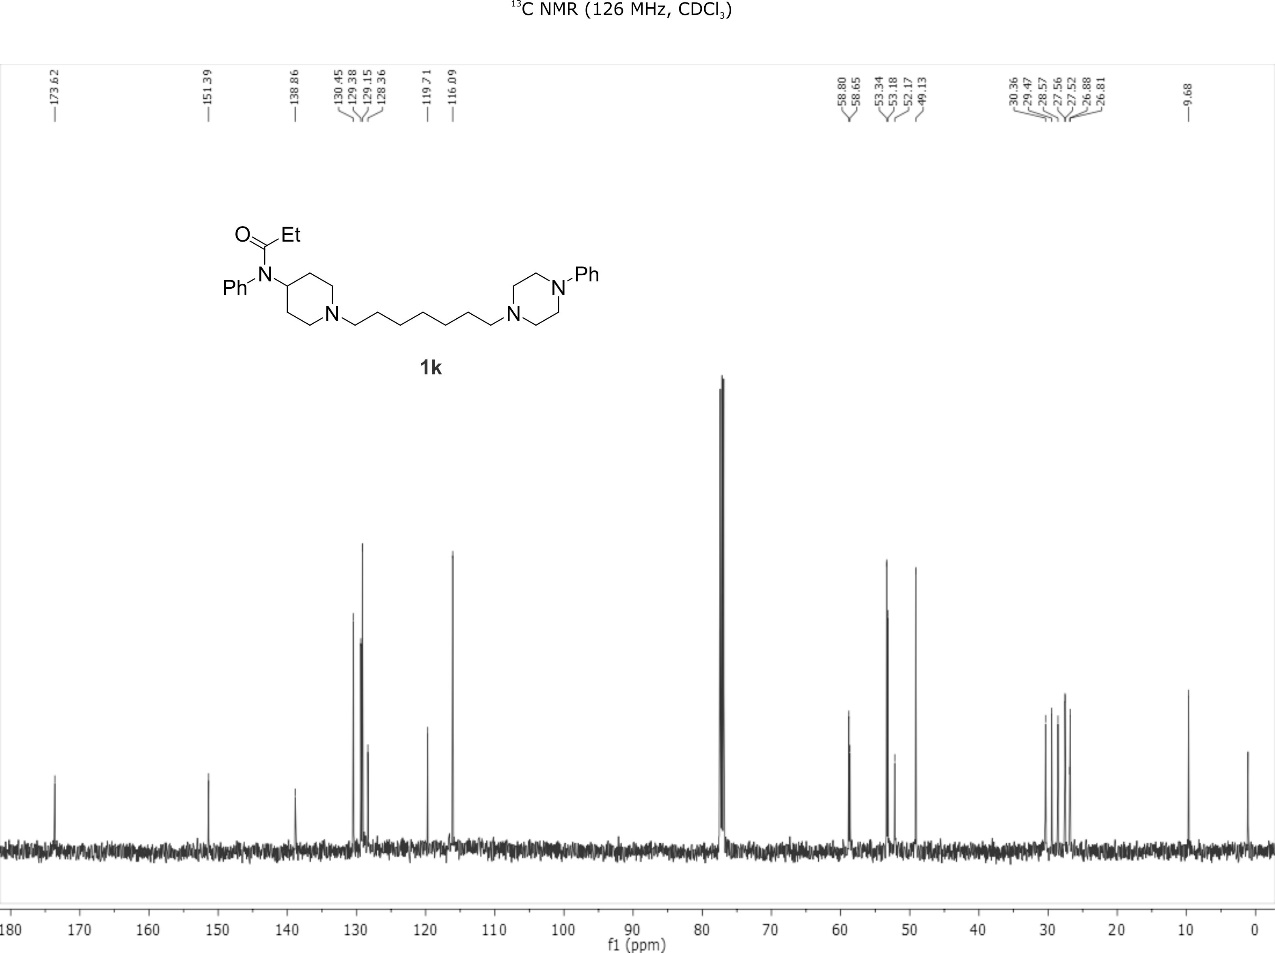 ¹³C NMR (126 MHz, CDCl₃)
173.62
151.39
138.86
130.45
129.38
129.15
128.36
119.71
116.09
58.80
58.65
53.34
53.18
52.17
49.13
30.36
29.47
28.57
27.56
27.52
26.88
26.81
9.68
O Et
N
Ph
N
N
N
Ph
1k
180 170 160 150 140 130 120 110 100 90 80 70 60 50 40 30 20 10 0
f1 (ppm)